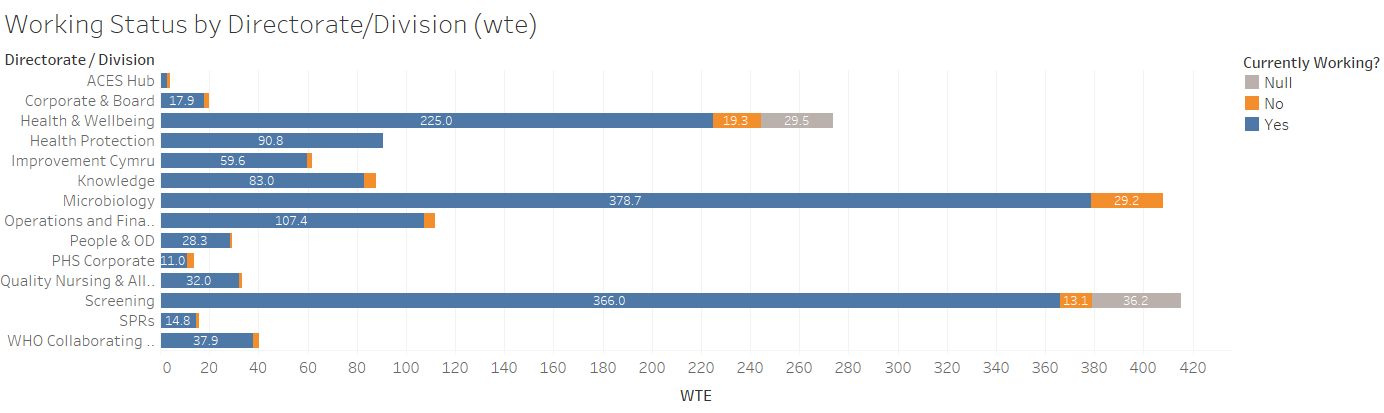 Working Status by Directorate/Division (wte)
Directorate / Division
Currently Working?
Null
No
Yes
ACES Hub
Corporate & Board 17.9
Health & Wellbeing 225.0 19.3 29.5
Health Protection 90.8
Improvement Cymru 59.6
Knowledge 83.0
Microbiology 378.7 29.2
Operations and Fina.. 107.4
People & OD 28.3
PHS Corporate 11.0
Quality Nursing & All.. 32.0
Screening 366.0 13.1 36.2
SPRs 14.8
WHO Collaborating .. 37.9
0 20 40 60 80 100 120 140 160 180 200 220 240 260 280 300 320 340 360 380 400 420
WTE